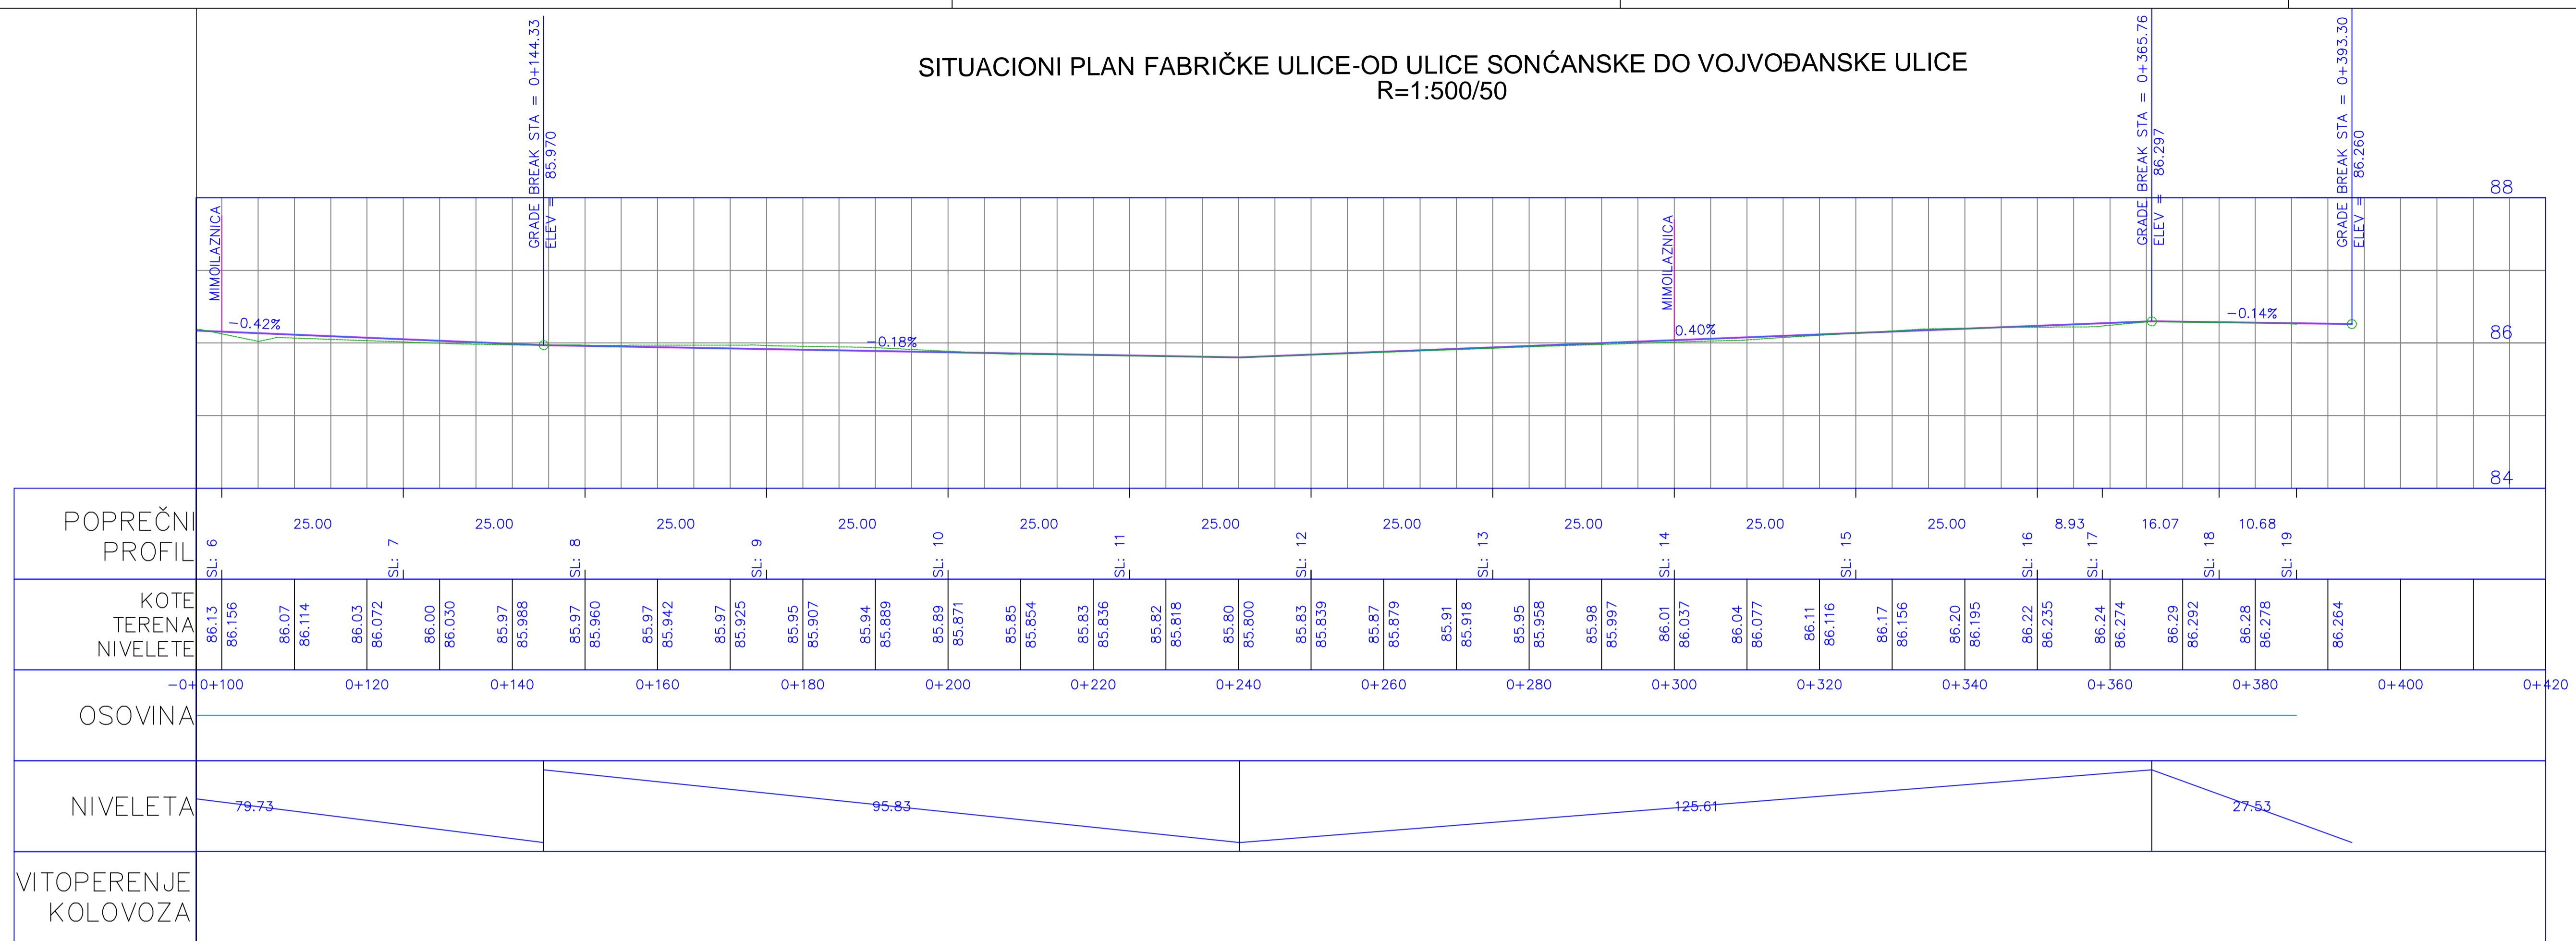 SITUACIONI PLAN FABRIČKE ULICE-OD ULICE SONĆANSKE DO VOJVOĐANSKE ULICE
R=1:500/50
GRADE BREAK STA = 0+144.33
ELEV = 85.970
GRADE BREAK STA = 0+365.76
ELEV = 86.297
GRADE BREAK STA = 0+393.30
ELEV = 86.260
88
86
84
MIMOILAZNICA
MIMOILAZNICA
-0.42%
-0.18%
0.40%
-0.14%
POPREČNI
PROFIL
25.00 25.00 25.00 25.00 25.00 25.00 25.00 25.00 25.00 25.00 8.93 16.07 10.68
SL: 6 SL: 7 SL: 8 SL: 9 SL: 10 SL: 11 SL: 12 SL: 13 SL: 14 SL: 15 SL: 16 SL: 17 SL: 18 SL: 19
KOTE
TERENA
NIVELETE
86.13 86.07 86.03 86.00 85.97 85.97 85.97 85.97 85.95 85.94 85.89 85.85 85.83 85.82 85.80 85.833 85.87 85.91 85.95 85.98 86.01 86.04 86.11 86.17 86.20 86.22 86.24 86.29 86.28
86.156 86.114 86.072 86.030 85.988 85.960 85.942 85.925 85.907 85.889 85.871 85.854 85.836 85.818 85.800 85.839 85.879 85.918 85.958 85.997 86.037 86.077 86.116 86.156 86.195 86.235 86.274 86.292 86.278 86.264
-0+0+100 0+120 0+140 0+160 0+180 0+200 0+220 0+240 0+260 0+280 0+300 0+320 0+340 0+360 0+380 0+400 0+420
OSOVINA
NIVELETA
79.73 95.83 125.61 27.53
VITOPERENJE
KOLOVOZA